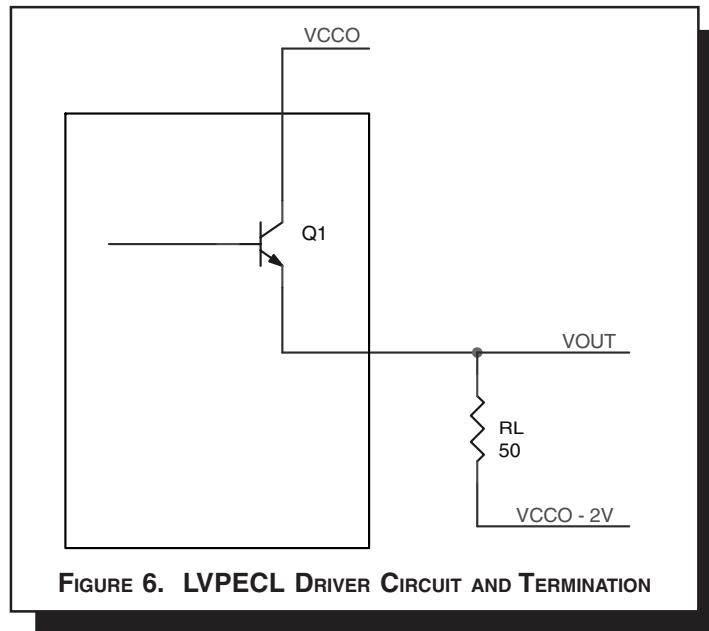 VCCO
Q1
VOUT
RL
50
VCCO - 2V
FIGURE 6. LVPECL DRIVER CIRCUIT AND TERMINATION